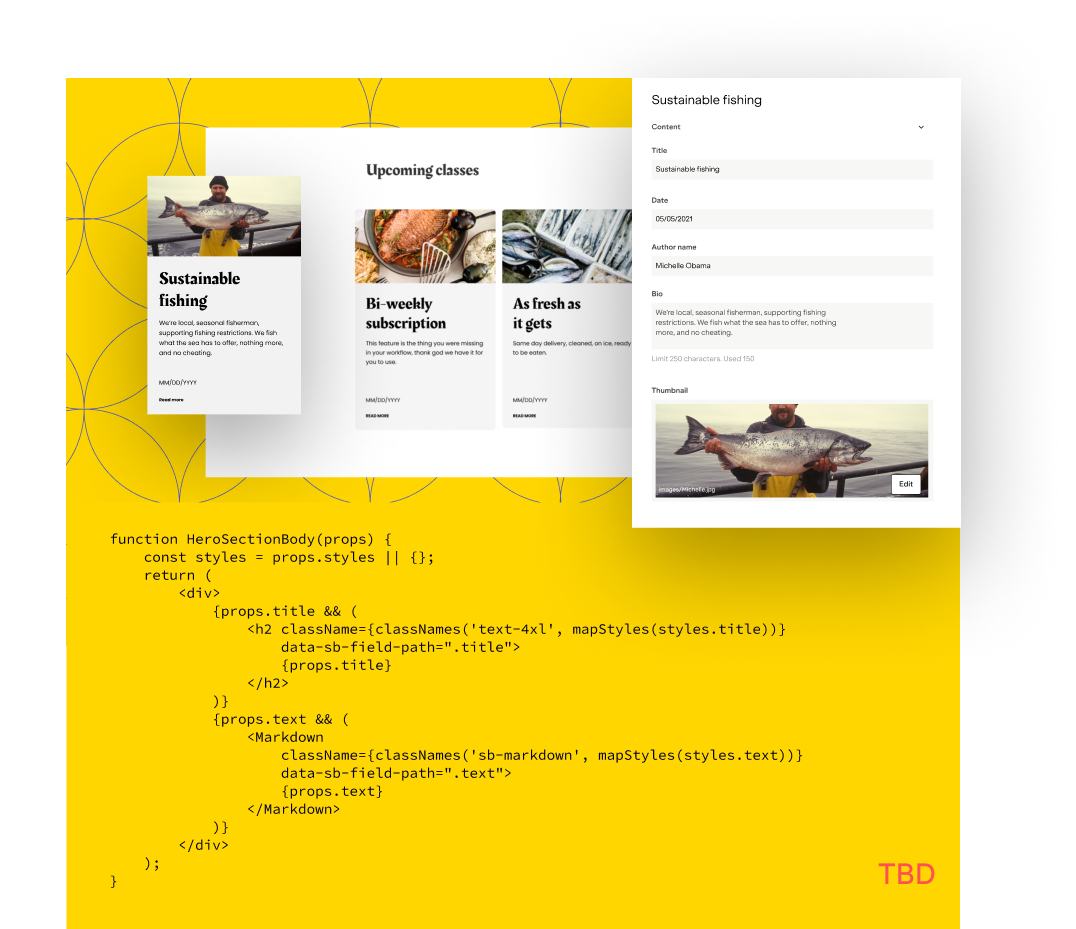 Sustainable
fishing
We're local, seasonal fisherman,
supporting fishing restrictions. We fish
what the sea has to offer, nothing more,
and no cheating.
MM/DD/YYYY
Read more
Upcoming classes
Bi-weekly
subscription
This feature is the thing you were missing
in your workflow, thank god we have it for
you to use.
MM/DD/YYYY
READ MORE
As fresh as
it gets
Same day delivery, cleaned, on ice, ready
to be eaten.
MM/DD/YYYY
READ MORE
Sustainable fishing
Content
Title
Sustainable fishing
Date
05/05/2021
Author name
Michelle Obama
Bio
We're local, seasonal fisherman, supporting fishing
restrictions. We fish what the sea has to offer, nothing
more, and no cheating.
Limit 250 characters. Used 150
Thumbnail
images/Michelle.jpg
Edit
function HeroSectionBody(props) {
    const styles = props.styles || {};
    return (
        <div>
            {props.title && (
                <h2 className={classNames('text-4xl', mapStyles(styles.title))}
                    data-sb-field-path=".title">
                    {props.title}
                </h2>
            )}
            {props.text && (
                <Markdown
                    className={classNames('sb-markdown', mapStyles(styles.text))}
                    data-sb-field-path=".text">
                    {props.text}
                </Markdown>
            )}
        </div>
    );
}
TBD